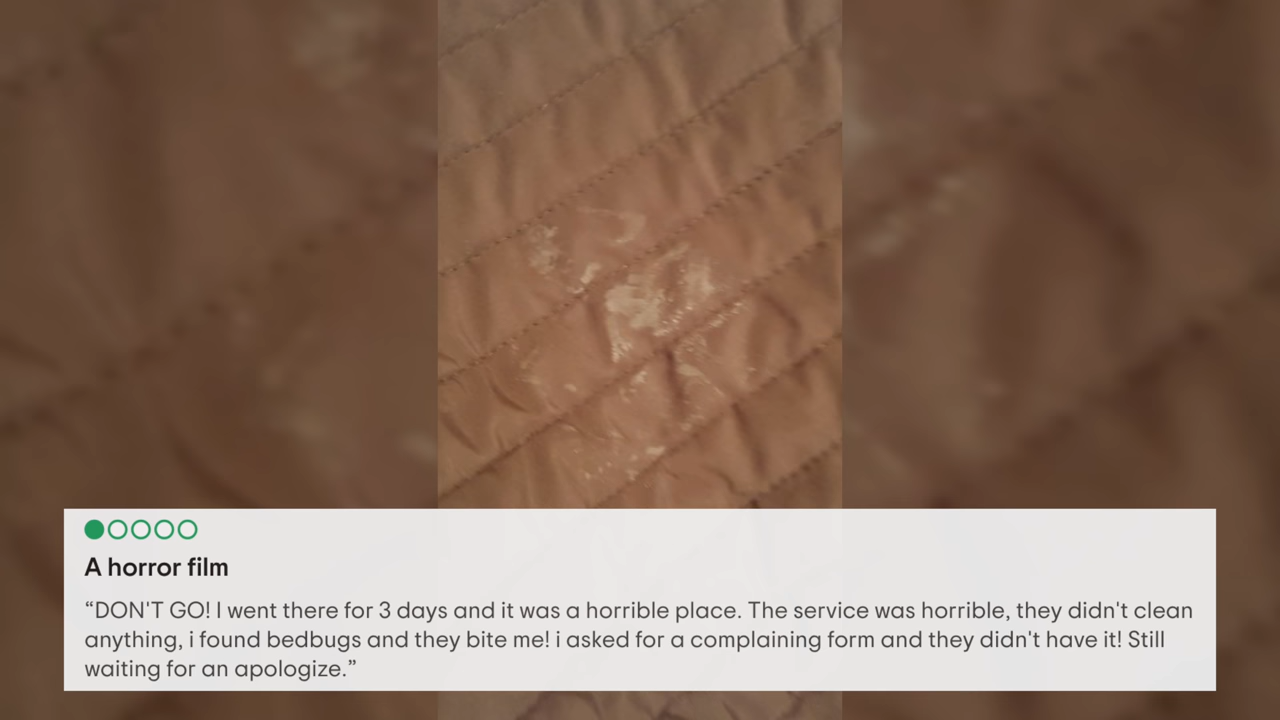 A horror film
“DON'T GO! I went there for 3 days and it was a horrible place. The service was horrible, they didn't clean
anything, i found bedbugs and they bite me! i asked for a complaining form and they didn't have it! Still
waiting for an apologize.”